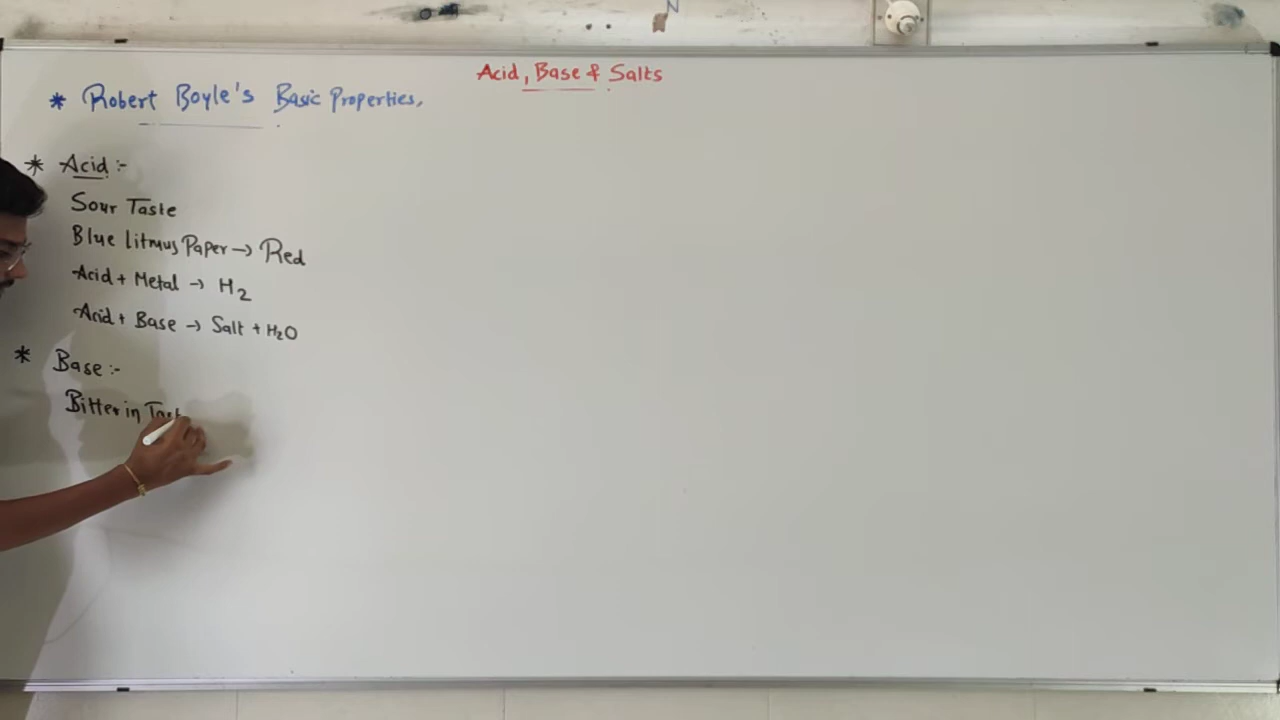 Acid, Base & Salts
* Robert Boyle's Basic Properties,
* Acid :-
Sour Taste
Blue litmus Paper → Red
Acid + Metal → H2
Acid + Base → Salt + H2O
* Base :-
Bitter in